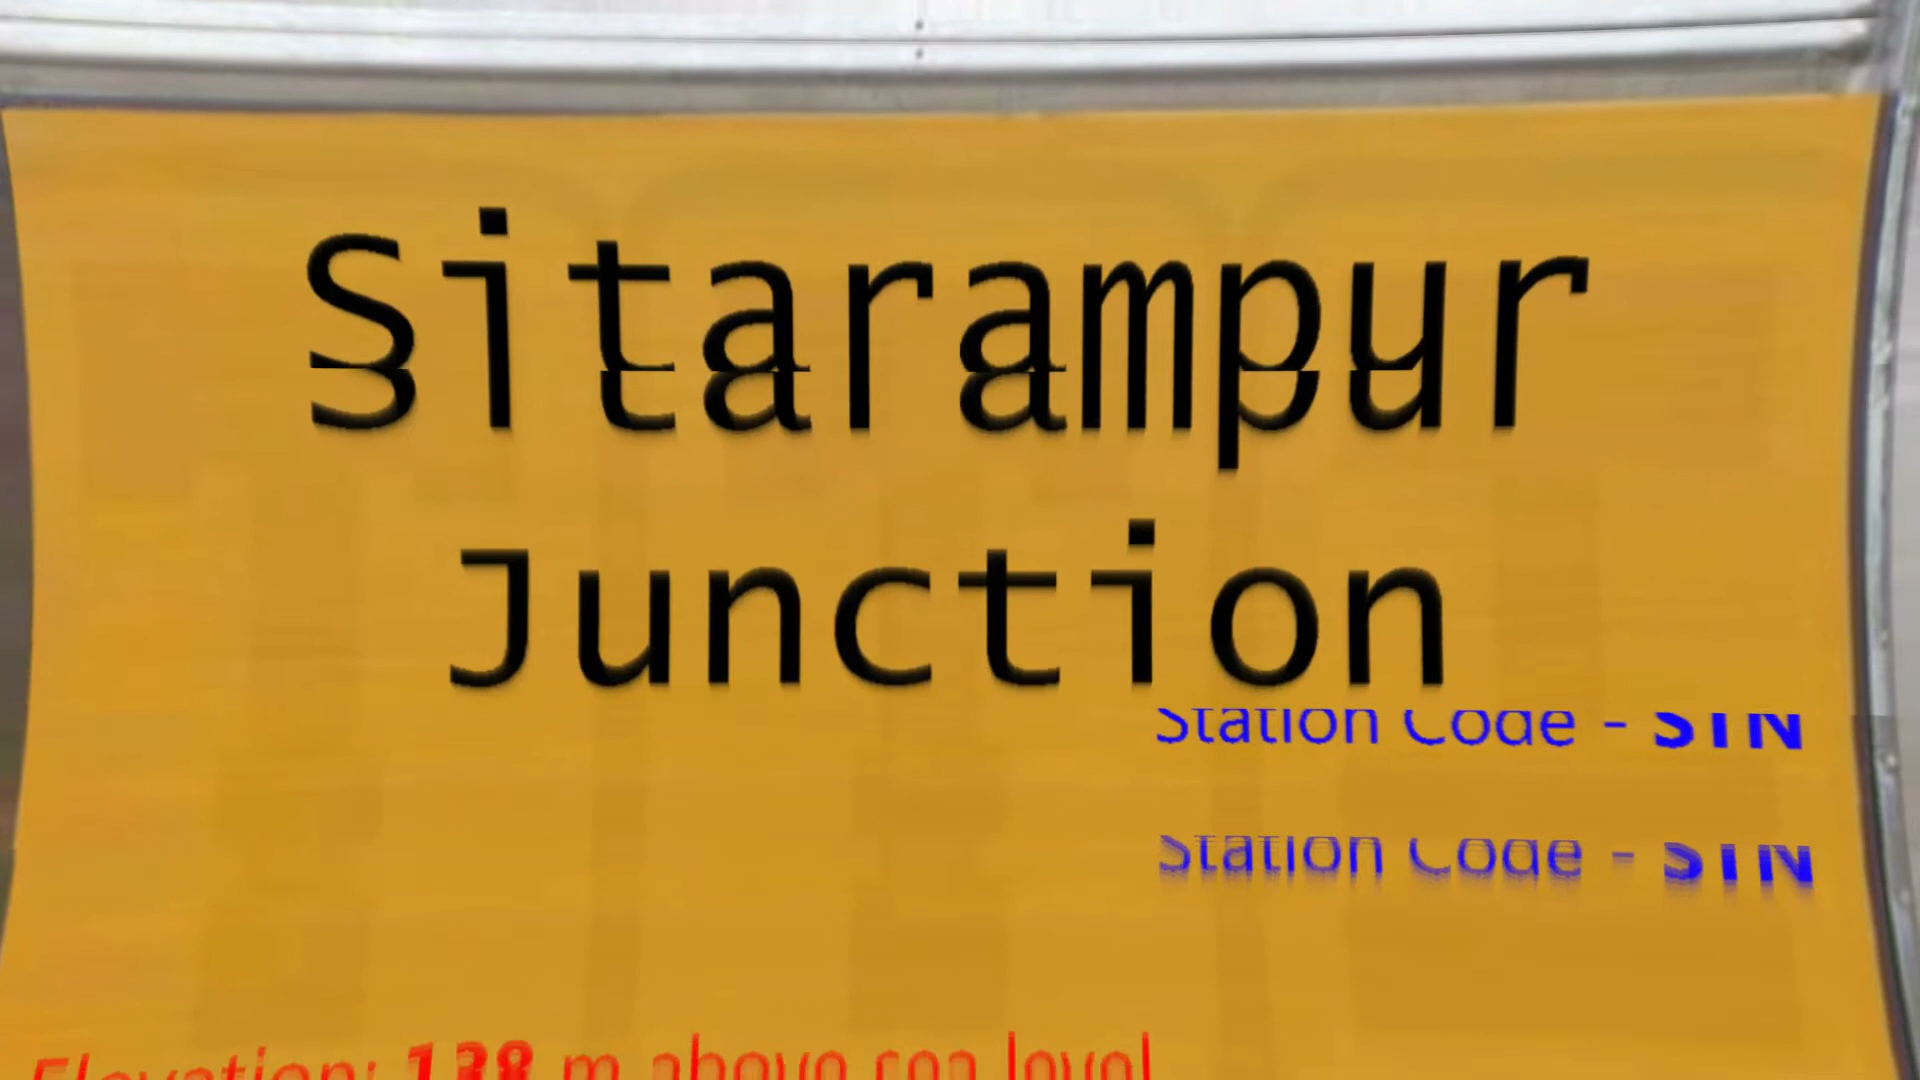 Sitarampur
Junction
Station Code - STN
Station Code - STN
Elevation: 138 m above sea level